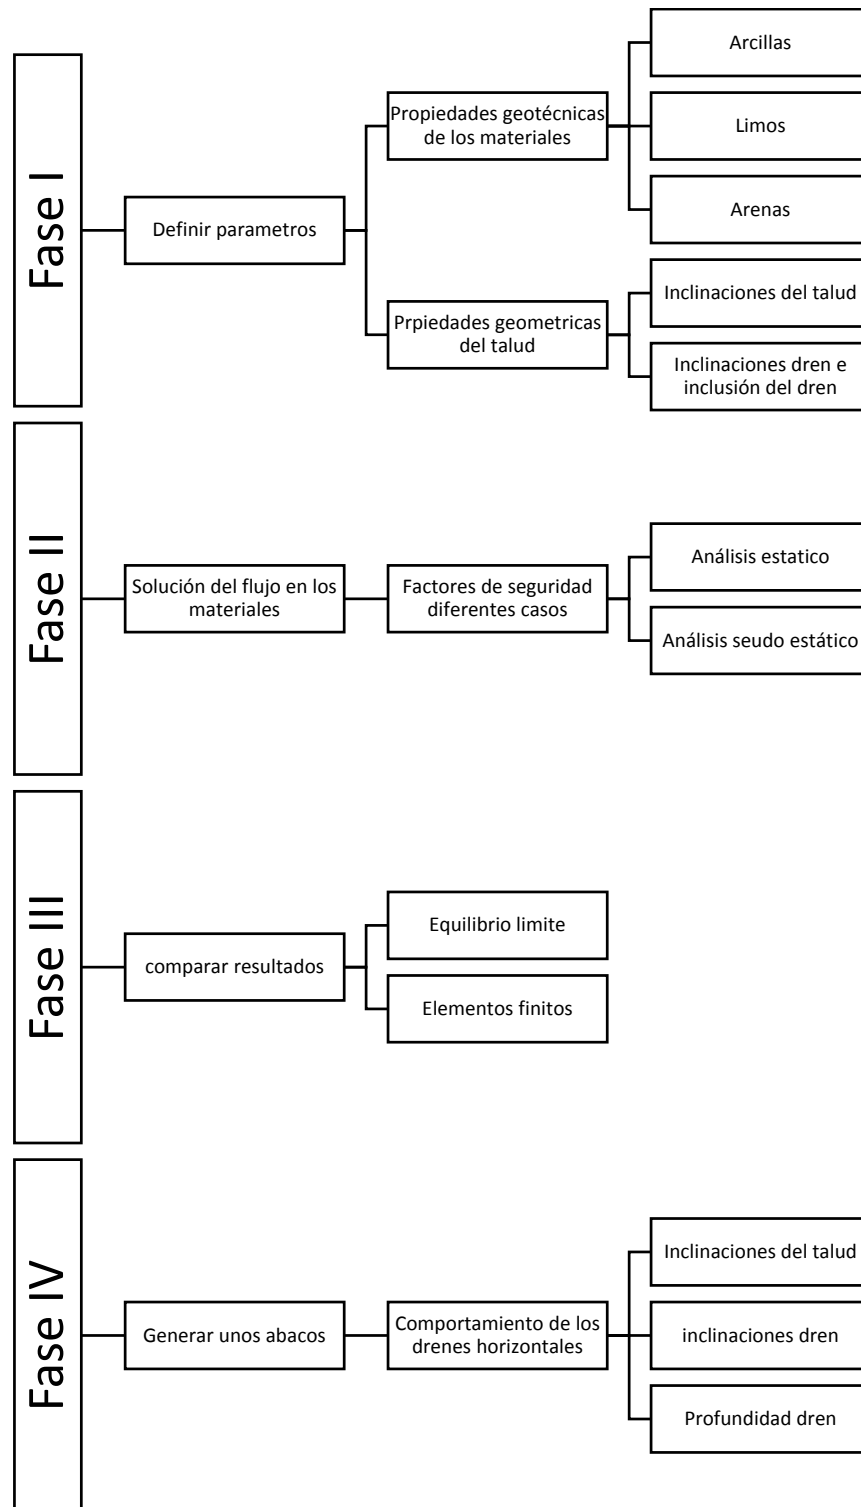 Fase I
Definir parametros
Propiedades geotécnicas
de los materiales
Arcillas
Limos
Arenas
Prpiedades geometricas
del talud
Inclinaciones del talud
Inclinaciones dren e
inclusión del dren
Fase II
Solución del flujo en los
materiales
Factores de seguridad
diferentes casos
Análisis estatico
Análisis seudo estático
Fase III
comparar resultados
Equilibrio limite
Elementos finitos
Fase IV
Generar unos abacos
Comportamiento de los
drenes horizontales
Inclinaciones del talud
inclinaciones dren
Profundidad dren